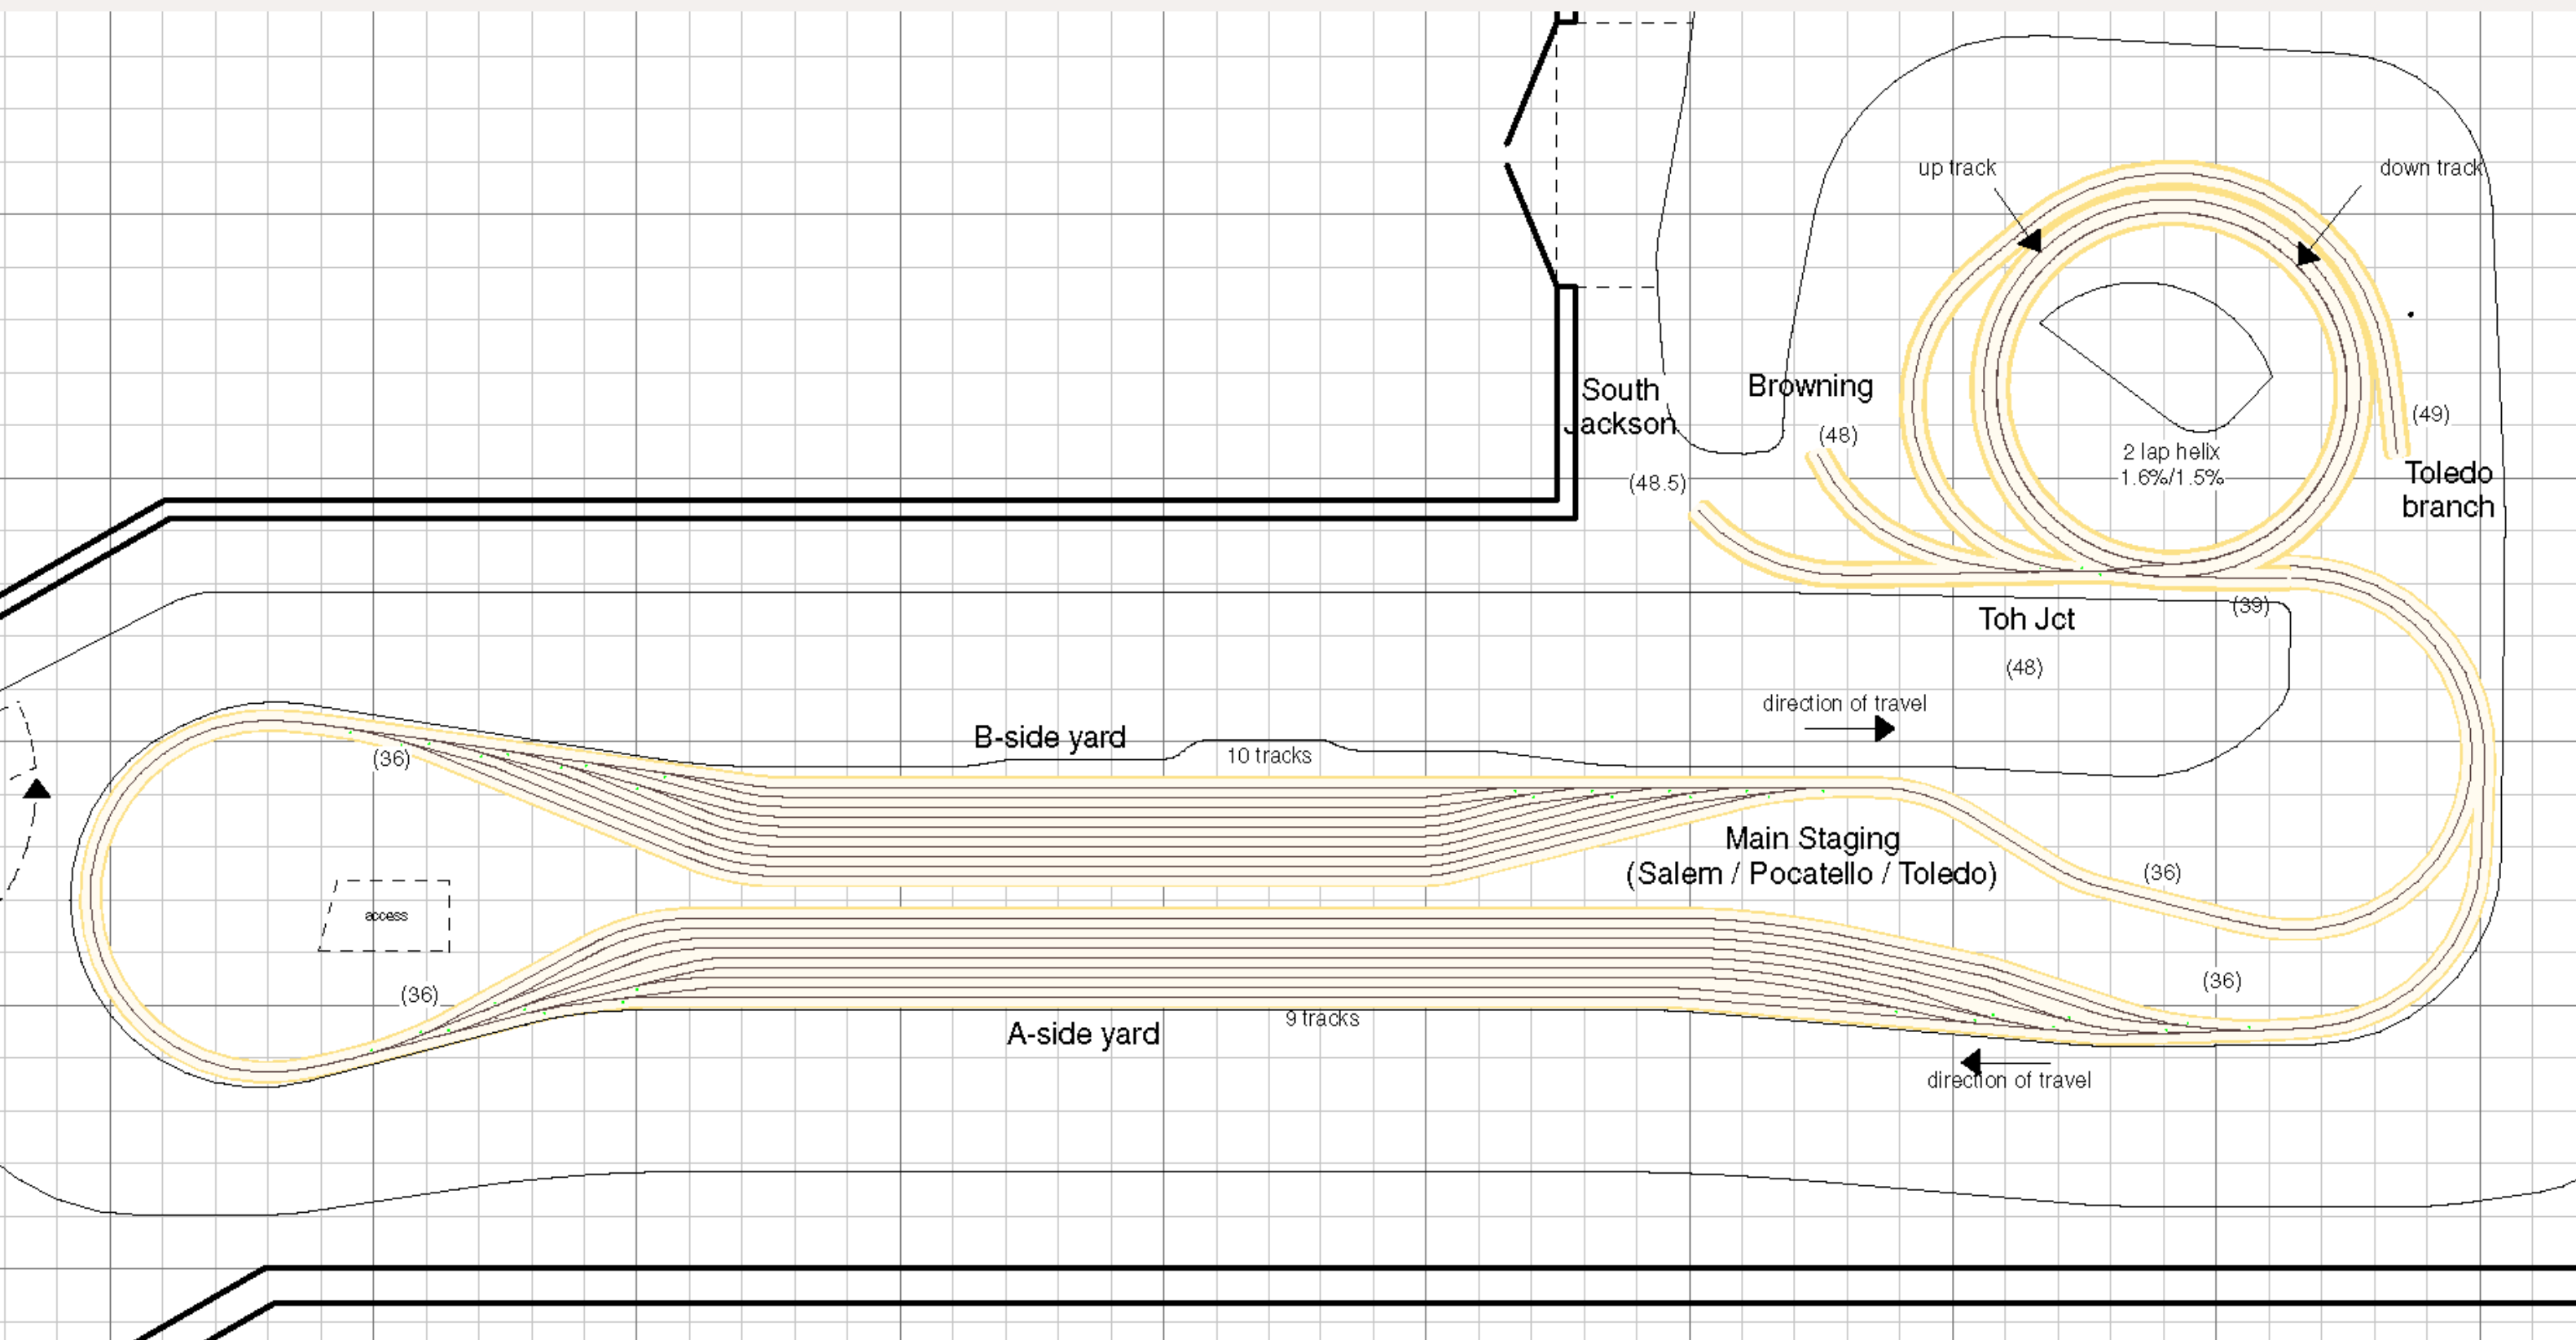 up track
down track
South
Jackson
Browning
(48)
(48.5)
(49)
2 lap helix
1.6%/1.5%
Toledo
branch
(39)
Toh Jct
(48)
direction of travel
B-side yard
10 tracks
(36)
Main Staging
(Salem / Pocatello / Toledo)
(36)
access
(36)
(36)
A-side yard
9 tracks
direction of travel